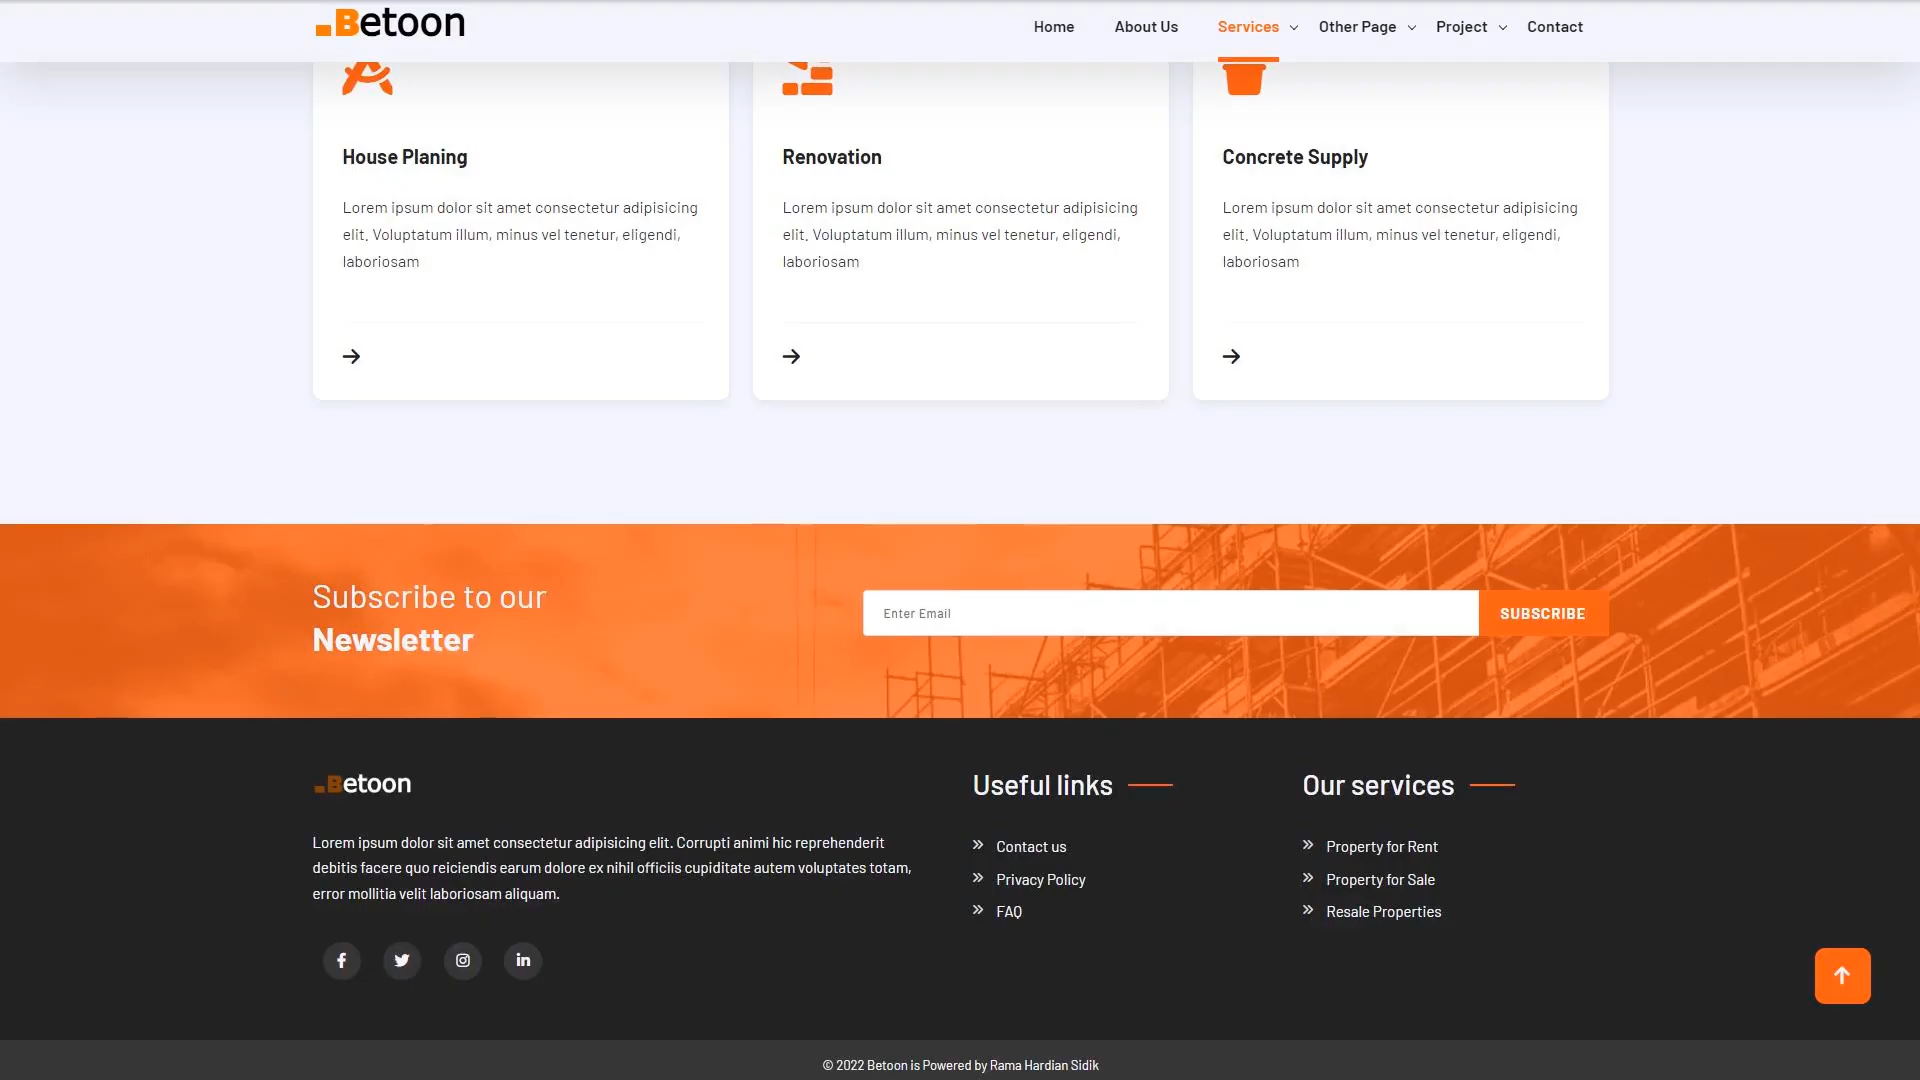 Betoon
Home About Us Services Other Page Project Contact
House Planing
Lorem ipsum dolor sit amet consectetur adipisicing
elit. Voluptatum illum, minus vel tenetur, eligendi,
laboriosam
Renovation
Lorem ipsum dolor sit amet consectetur adipisicing
elit. Voluptatum illum, minus vel tenetur, eligendi,
laboriosam
Concrete Supply
Lorem ipsum dolor sit amet consectetur adipisicing
elit. Voluptatum illum, minus vel tenetur, eligendi,
laboriosam
Subscribe to our
Newsletter
Enter Email
SUBSCRIBE
Betoon
Lorem ipsum dolor sit amet consectetur adipisicing elit. Corrupti animi hic reprehenderit
debitis facere quo reiciendis earum dolore ex nihil officiis cupiditate autem voluptates totam,
error mollitia velit laboriosam aliquam.
Useful links
Contact us
Privacy Policy
FAQ
Our services
Property for Rent
Property for Sale
Resale Properties
© 2022 Betoon is Powered by Rama Hardian Sidik